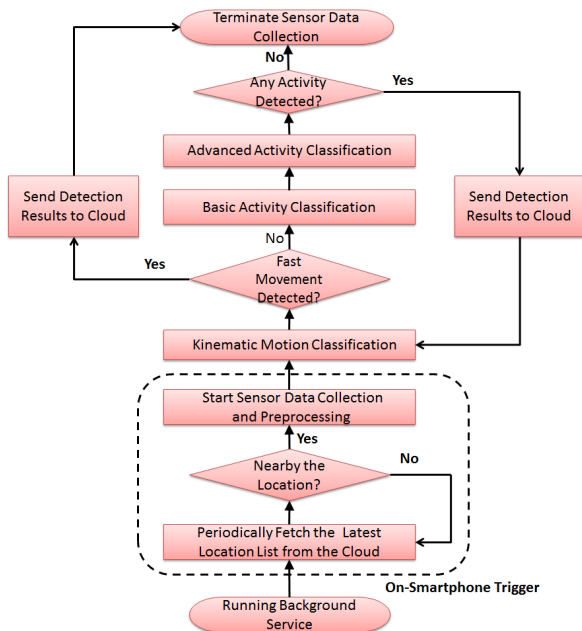 Terminate Sensor Data
Collection
No
Any Activity
Detected?
Yes
Advanced Activity Classification
Send Detection
Results to Cloud
Basic Activity Classification
Send Detection
Results to Cloud
No
Yes
Fast
Movement
Detected?
Kinematic Motion Classification
Start Sensor Data Collection
and Preprocessing
Yes
Nearby the
Location?
No
Periodically Fetch the Latest
Location List from the Cloud
On-Smartphone Trigger
Running Background
Service